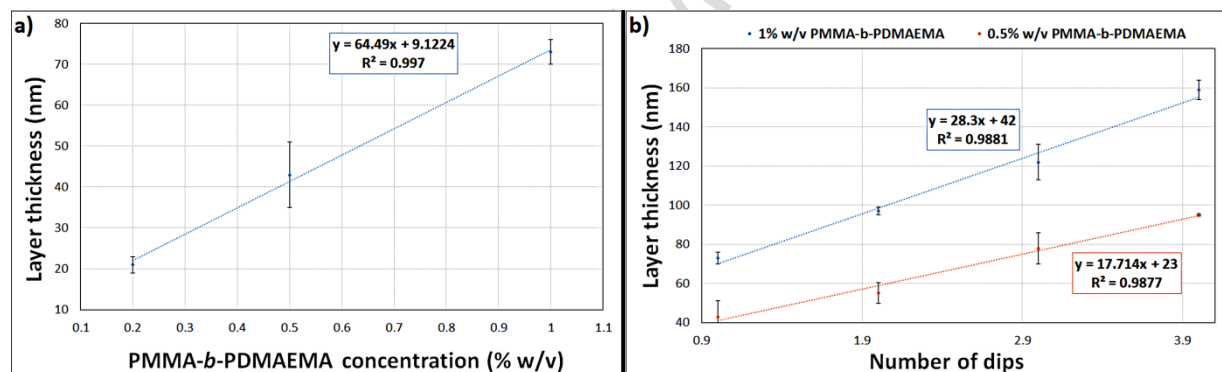 a)
80
70
60
50
40
30
20
10
Layer thickness (nm)
y = 64.49x + 9.1224
R² = 0.997
0.1 0.2 0.3 0.4 0.5 0.6 0.7 0.8 0.9 1 1.1
PMMA-b-PDMAEMA concentration (% w/v)
b)
1% w/v PMMA-b-PDMAEMA 0.5% w/v PMMA-b-PDMAEMA
180
160
140
120
100
80
60
40
Layer thickness (nm)
y = 28.3x + 42
R² = 0.9881
y = 17.714x + 23
R² = 0.9877
0.9 1.9 2.9 3.9
Number of dips